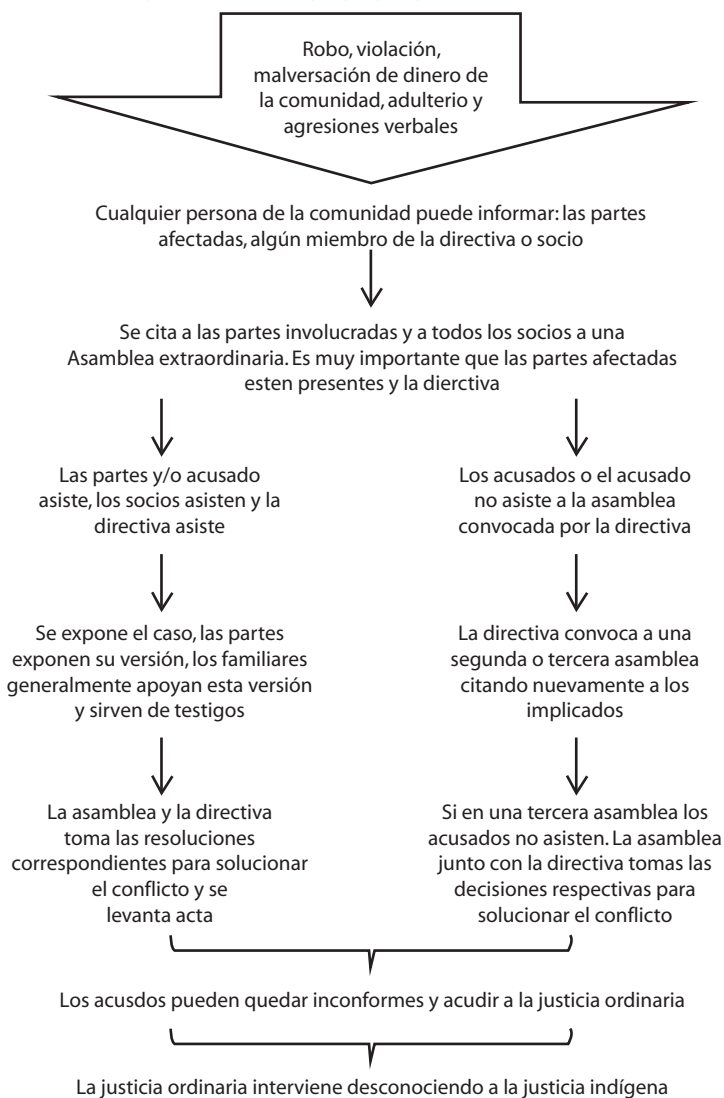 Robo, violación,
malversación de dinero de
la comunidad, adulterio y
agresiones verbales
Cualquier persona de la comunidad puede informar: las partes
afectadas, algún miembro de la directiva o socio
Se cita a las partes involucradas y a todos los socios a una
Asamblea extraordinaria. Es muy importante que las partes afectadas
esten presentes y la dierctiva
Las partes y/o acusado
asiste, los socios asisten y la
directiva asiste
Los acusados o el acusado
no asiste a la asamblea
convocada por la directiva
Se expone el caso, las partes
exponen su versión, los familiares
generalmente apoyan esta versión
y sirven de testigos
La directiva convoca a una
segunda o tercera asamblea
citando nuevamente a los
implicados
La asamblea y la directiva
toma las resoluciones
correspondientes para solucionar
el conflicto y se
levanta acta
Si en una tercera asamblea los
acusados no asisten. La asamblea
junto con la directiva tomas las
decisiones respectivas para
solucionar el conflicto
Los acusdos pueden quedar inconformes y acudir a la justicia ordinaria
La justicia ordinaria interviene desconociendo a la justicia indígena